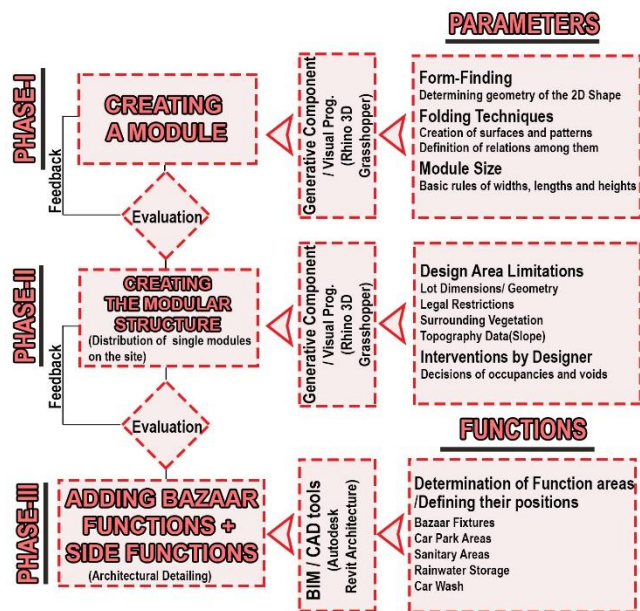 PARAMETERS
PHASE-I
Feedback
CREATING
A MODULE
Evaluation
Generative Component
/ Visual Prog.
(Rhino 3D
Grasshopper)
Form-Finding
Determining geometry of the 2D Shape
Folding Techniques
Creation of surfaces and patterns
Definition of relations among them
Module Size
Basic rules of widths, lengths and heights
PHASE-II
Feedback
CREATING
THE MODULAR
STRUCTURE
(Distribution of single modules
on the site)
Evaluation
Generative Component
/ Visual Prog.
(Rhino 3D
Grasshopper)
Design Area Limitations
Lot Dimensions/ Geometry
Legal Restrictions
Surrounding Vegetation
Topography Data(Slope)
Interventions by Designer
Decisions of occupancies and voids
FUNCTIONS
PHASE-III
ADDING BAZAAR
FUNCTIONS +
SIDE FUNCTIONS
(Architectural Detailing)
BIM / CAD tools
(Autodesk
Revit Architecture)
Determination of Function areas
/Defining their positions
Bazaar Fixtures
Car Park Areas
Sanitary Areas
Rainwater Storage
Car Wash